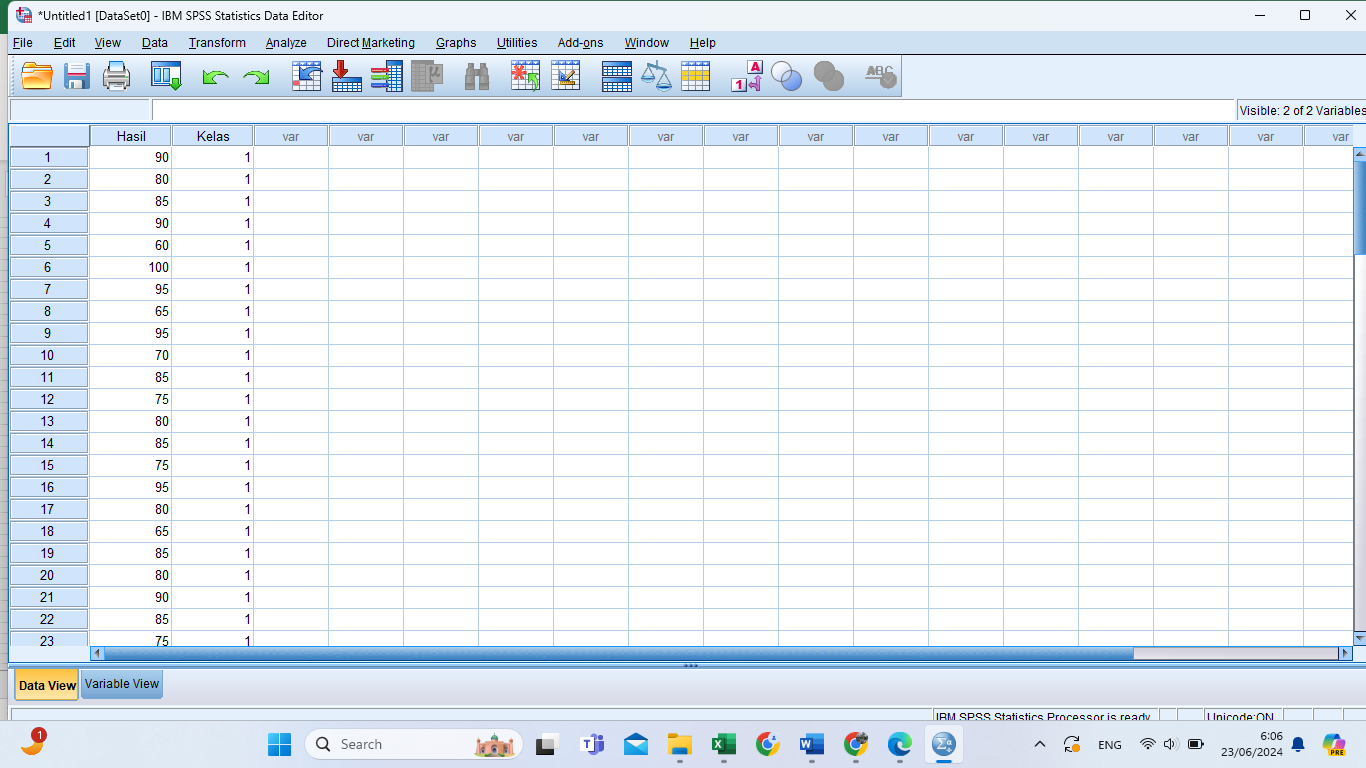 *Untitled1 [DataSet0] - IBM SPSS Statistics Data Editor
File Edit View Data Transform Analyze Direct Marketing Graphs Utilities Add-ons Window Help
A
1
ABC
Visible: 2 of 2 Variables
Hasil Kelas var var var var var var var var var var var var var var var
1 90 1
2 80 1
3 85 1
4 90 1
5 60 1
6 100 1
7 95 1
8 65 1
9 95 1
10 70 1
11 85 1
12 75 1
13 80 1
14 85 1
15 75 1
16 95 1
17 80 1
18 65 1
19 85 1
20 80 1
21 90 1
22 85 1
23 75 1
Data View Variable View
IBM SPSS Statistics Processor is ready Unicode:ON
1
Search
ENG
6:06
23/06/2024
PRE